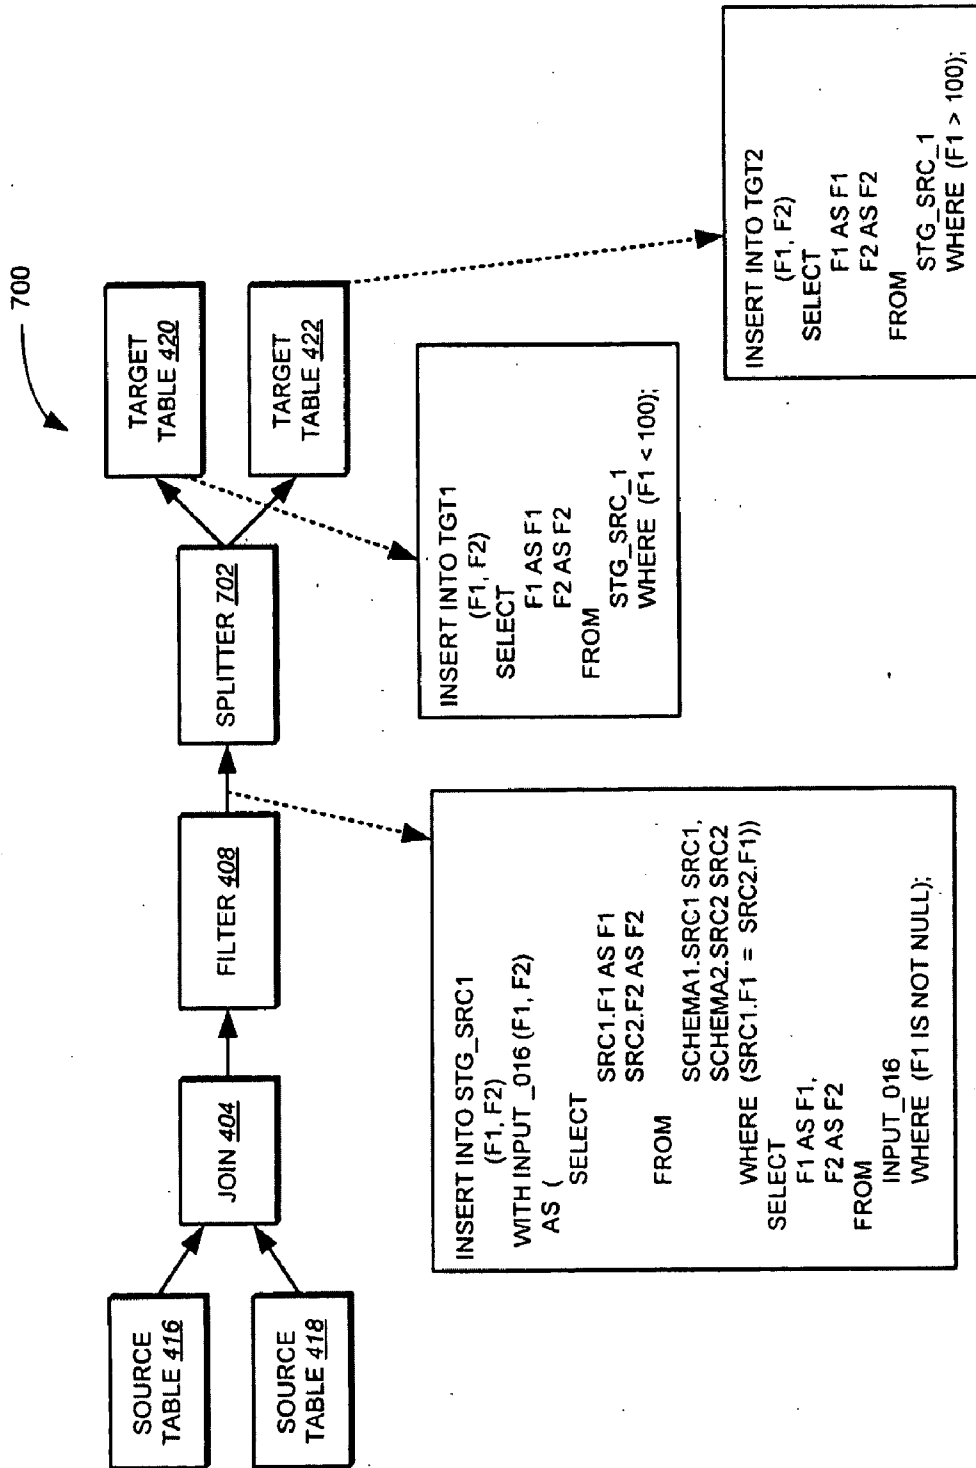 700
SOURCE
TABLE 416
SOURCE
TABLE 418
JOIN 404
FILTER 408
SPLITTER 702
TARGET
TABLE 420
TARGET
TABLE 422
INSERT INTO STG_SRC1
(F1, F2)
WITH INPUT _016 (F1, F2)
AS (
SELECT
SRC1.F1 AS F1
SRC2.F2 AS F2
FROM
SCHEMA1.SRC1 SRC1,
SCHEMA2.SRC2 SRC2
WHERE (SRC1.F1 = SRC2.F1))
SELECT
F1 AS F1,
F2 AS F2
FROM
INPUT_016
WHERE (F1 IS NOT NULL);
INSERT INTO TGT1
(F1, F2)
SELECT
F1 AS F1
F2 AS F2
FROM
STG_SRC_1
WHERE (F1 < 100);
INSERT INTO TGT2
(F1, F2)
SELECT
F1 AS F1
F2 AS F2
FROM
STG_SRC_1
WHERE (F1 > 100);